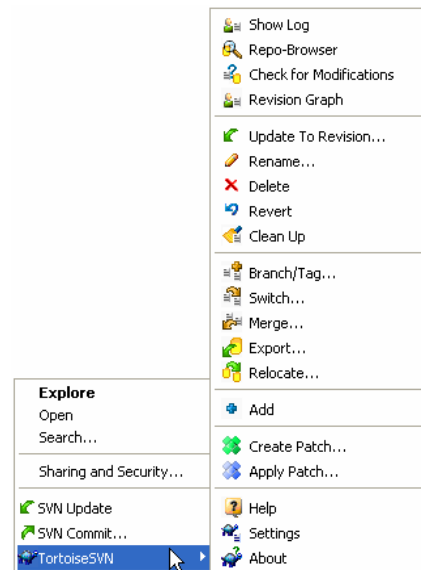 Show Log
Repo-Browser
Check for Modifications
Revision Graph
Update To Revision...
Rename...
Delete
Revert
Clean Up
Branch/Tag...
Switch...
Merge...
Export...
Relocate...
Add
Create Patch...
Apply Patch...
Help
Settings
About
Explore
Open
Search...
Sharing and Security...
SVN Update
SVN Commit...
TortoiseSVN